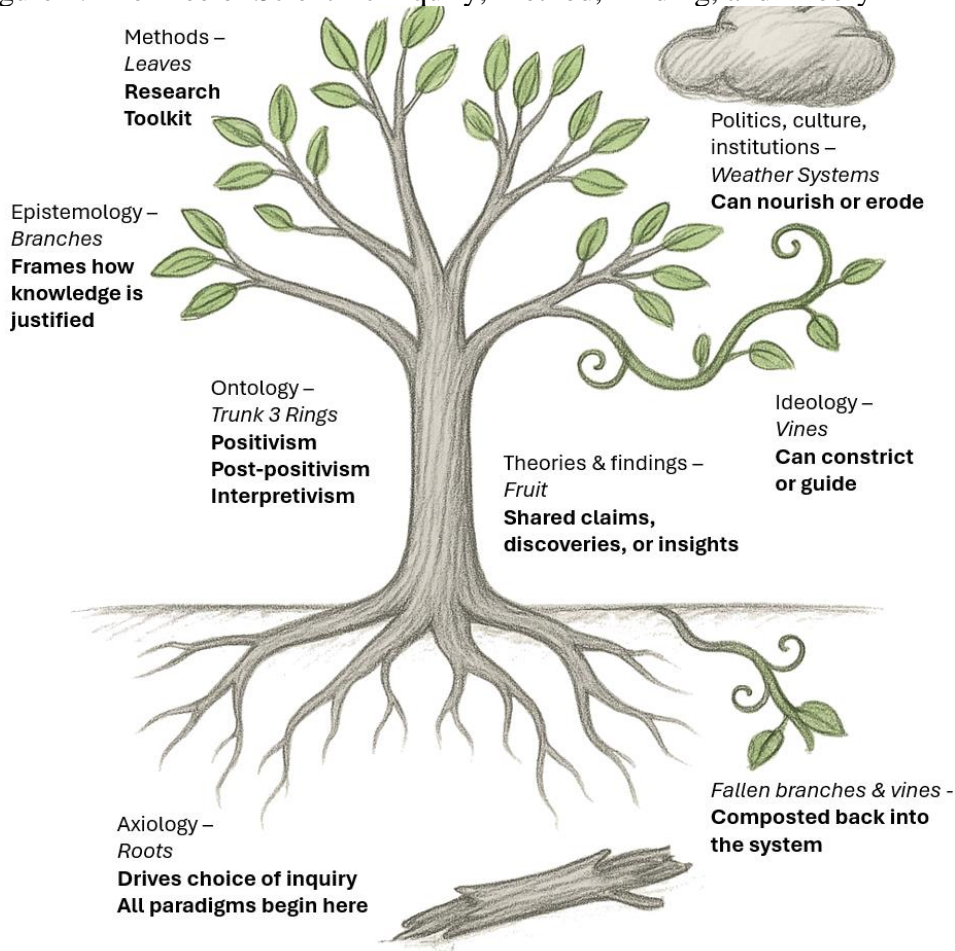 Methods –
Leaves
Research
Toolkit
Politics, culture,
institutions –
Weather Systems
Can nourish or erode
Epistemology –
Branches
Frames how
knowledge is
justified
Ontology –
Trunk 3 Rings
Positivism
Post-positivism
Interpretivism
Ideology –
Vines
Can constrict
or guide
Theories & findings –
Fruit
Shared claims,
discoveries, or insights
Fallen branches & vines -
Composted back into
the system
Axiology –
Roots
Drives choice of inquiry
All paradigms begin here